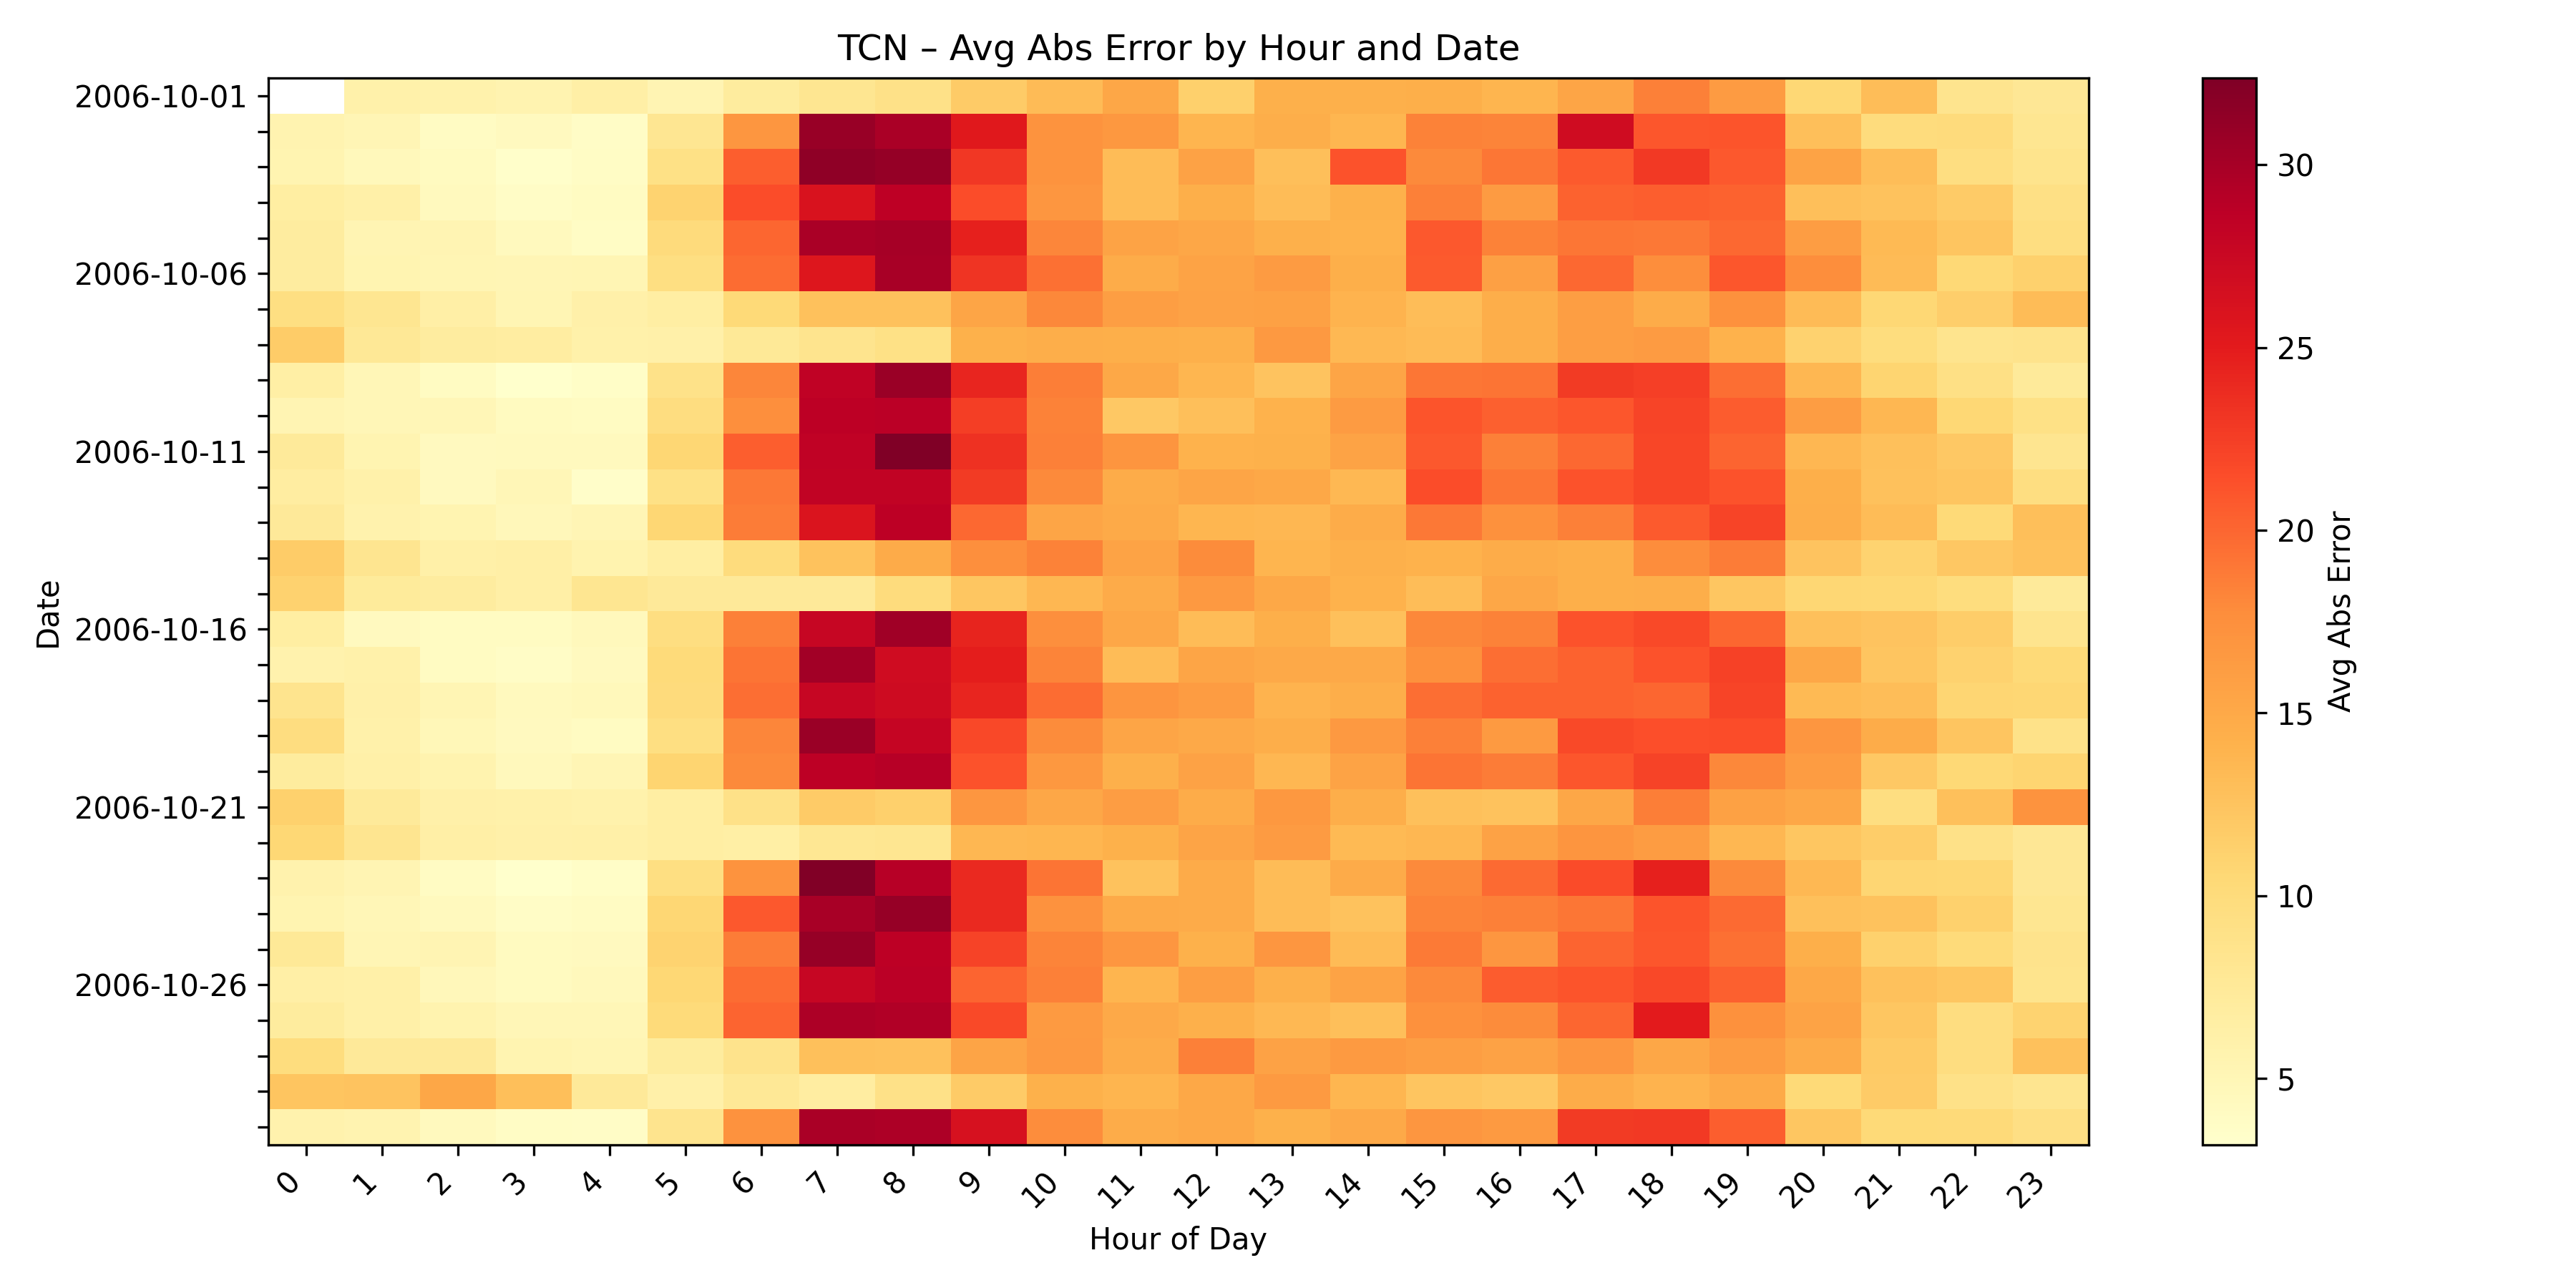 TCN – Avg Abs Error by Hour and Date
2006-10-01
2006-10-06
2006-10-11
2006-10-16
2006-10-21
2006-10-26
Date
0 1 2 3 4 5 6 7 8 9 10 11 12 13 14 15 16 17 18 19 20 21 22 23
Hour of Day
30
25
20
15
10
5
Avg Abs Error